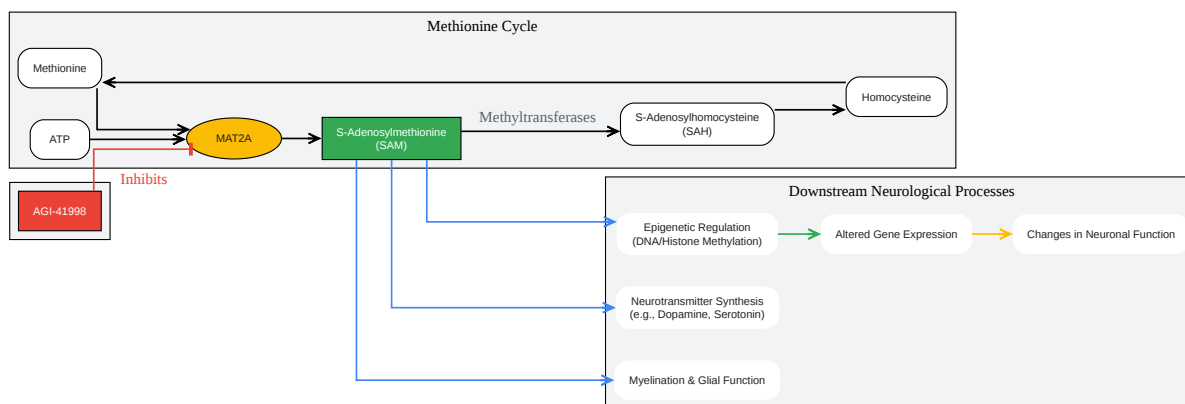 Methionine Cycle
Methionine
Homocysteine
Methyltransferases
S-Adenosylhomocysteine
(SAH)
ATP
MAT2A
S-Adenosylmethionine
(SAM)
Inhibits
AGI-41998
Downstream Neurological Processes
Epigenetic Regulation
(DNA/Histone Methylation)
Altered Gene Expression
Changes in Neuronal Function
Neurotransmitter Synthesis
(e.g., Dopamine, Serotonin)
Myelination & Glial Function